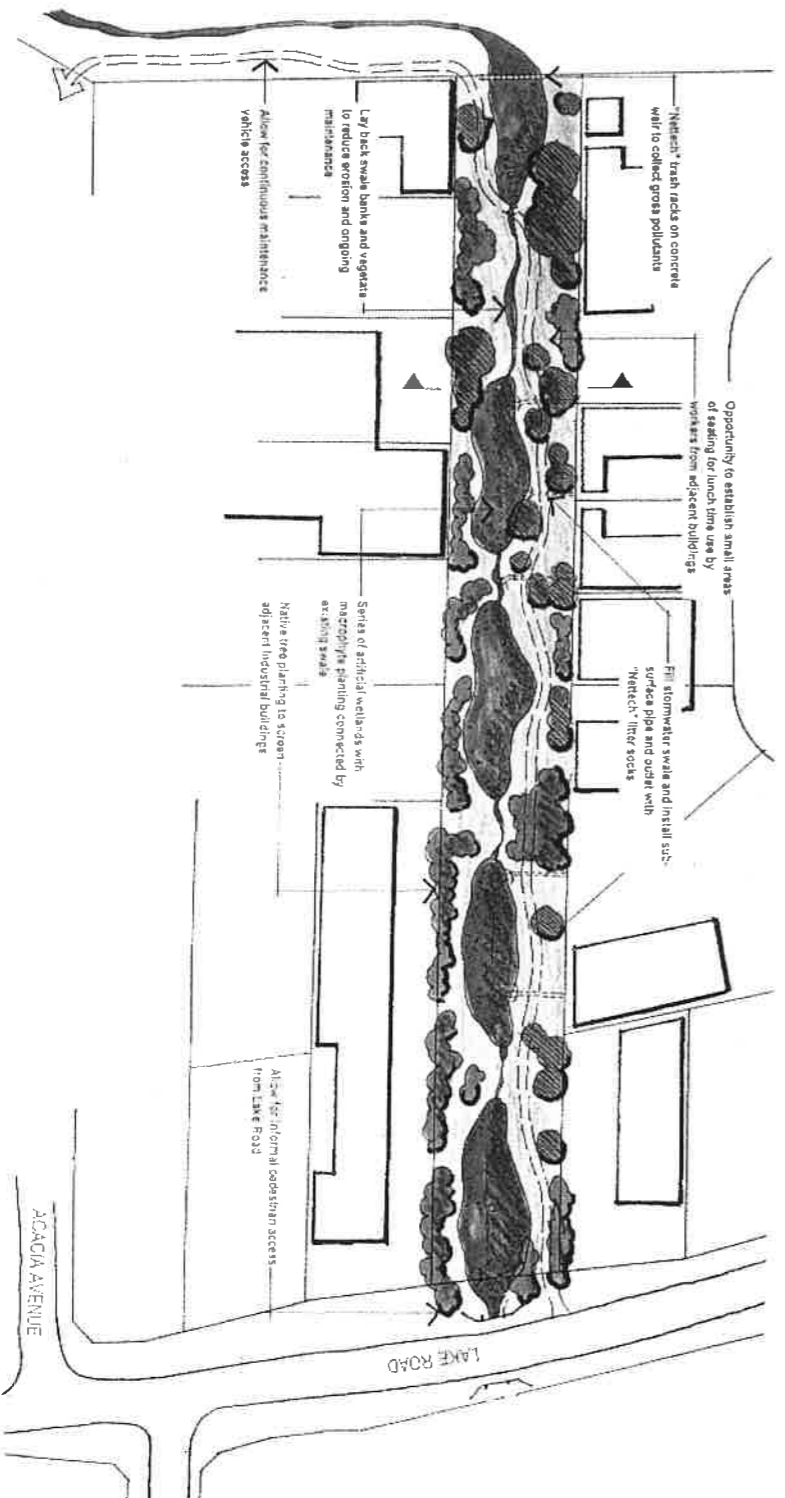 "Nettech" trash racks on concrete
weir to collect gross pollutants
Opportunity to establish small areas
of seating for lunch time use by
workers from adjacent buildings
Fill stormwater swale and install sub-
surface pipe and outlet with
"Nettech" litter socks
Lay back swale banks and vegetate
to reduce erosion and ongoing
maintenance
Allow for continuous maintenance
vehicle access
Series of artificial wetlands with
macrophyte planting connected by
existing swale
Native tree planting to screen
adjacent industrial buildings
Allow for informal pedestrian access
from Lake Road
LAKE ROAD
ACACIA AVENUE